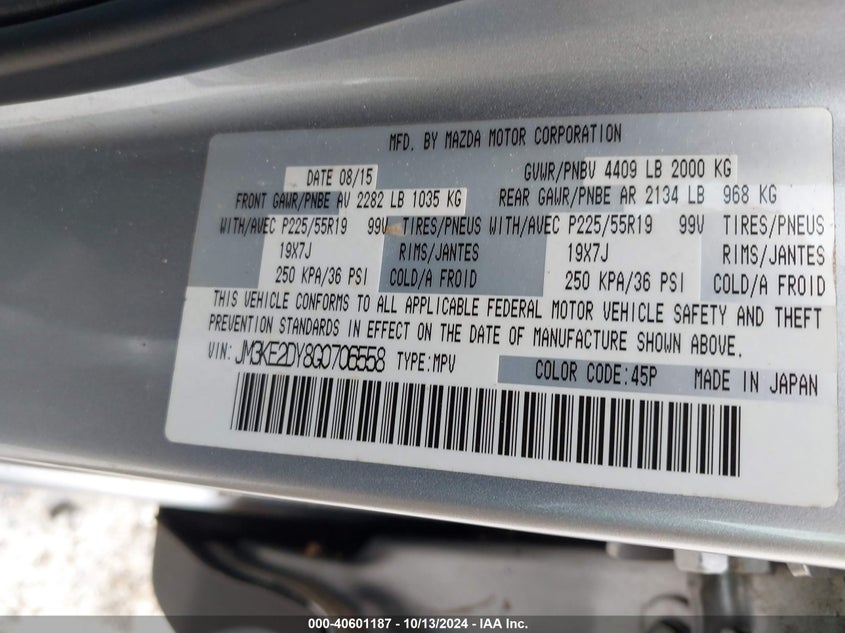 MFD. BY MAZDA MOTOR CORPORATION
DATE 08/15 GVWR/PNBV 4409 LB 2000 KG
FRONT GAWR/PNBE AV 2282 LB 1035 KG REAR GAWR/PNBE AR 2134 LB 968 KG
WITH/AVEC P225/55R19 99V TIRES/PNEUS WITH/AVEC P225/55R19 99V TIRES/PNEUS
19X7J RIMS/JANTES 19X7J RIMS/JANTES
250 KPA/36 PSI COLD/A FROID 250 KPA/36 PSI COLD/A FROID
THIS VEHICLE CONFORMS TO ALL APPLICABLE FEDERAL MOTOR VEHICLE SAFETY AND THEFT
PREVENTION STANDARDS IN EFFECT ON THE DATE OF MANUFACTURE SHOWN ABOVE.
VIN: JM3KE2DY8G0706558 TYPE:MPV COLOR CODE:45P MADE IN JAPAN
000-40601187 - 10/13/2024 - IAA Inc.